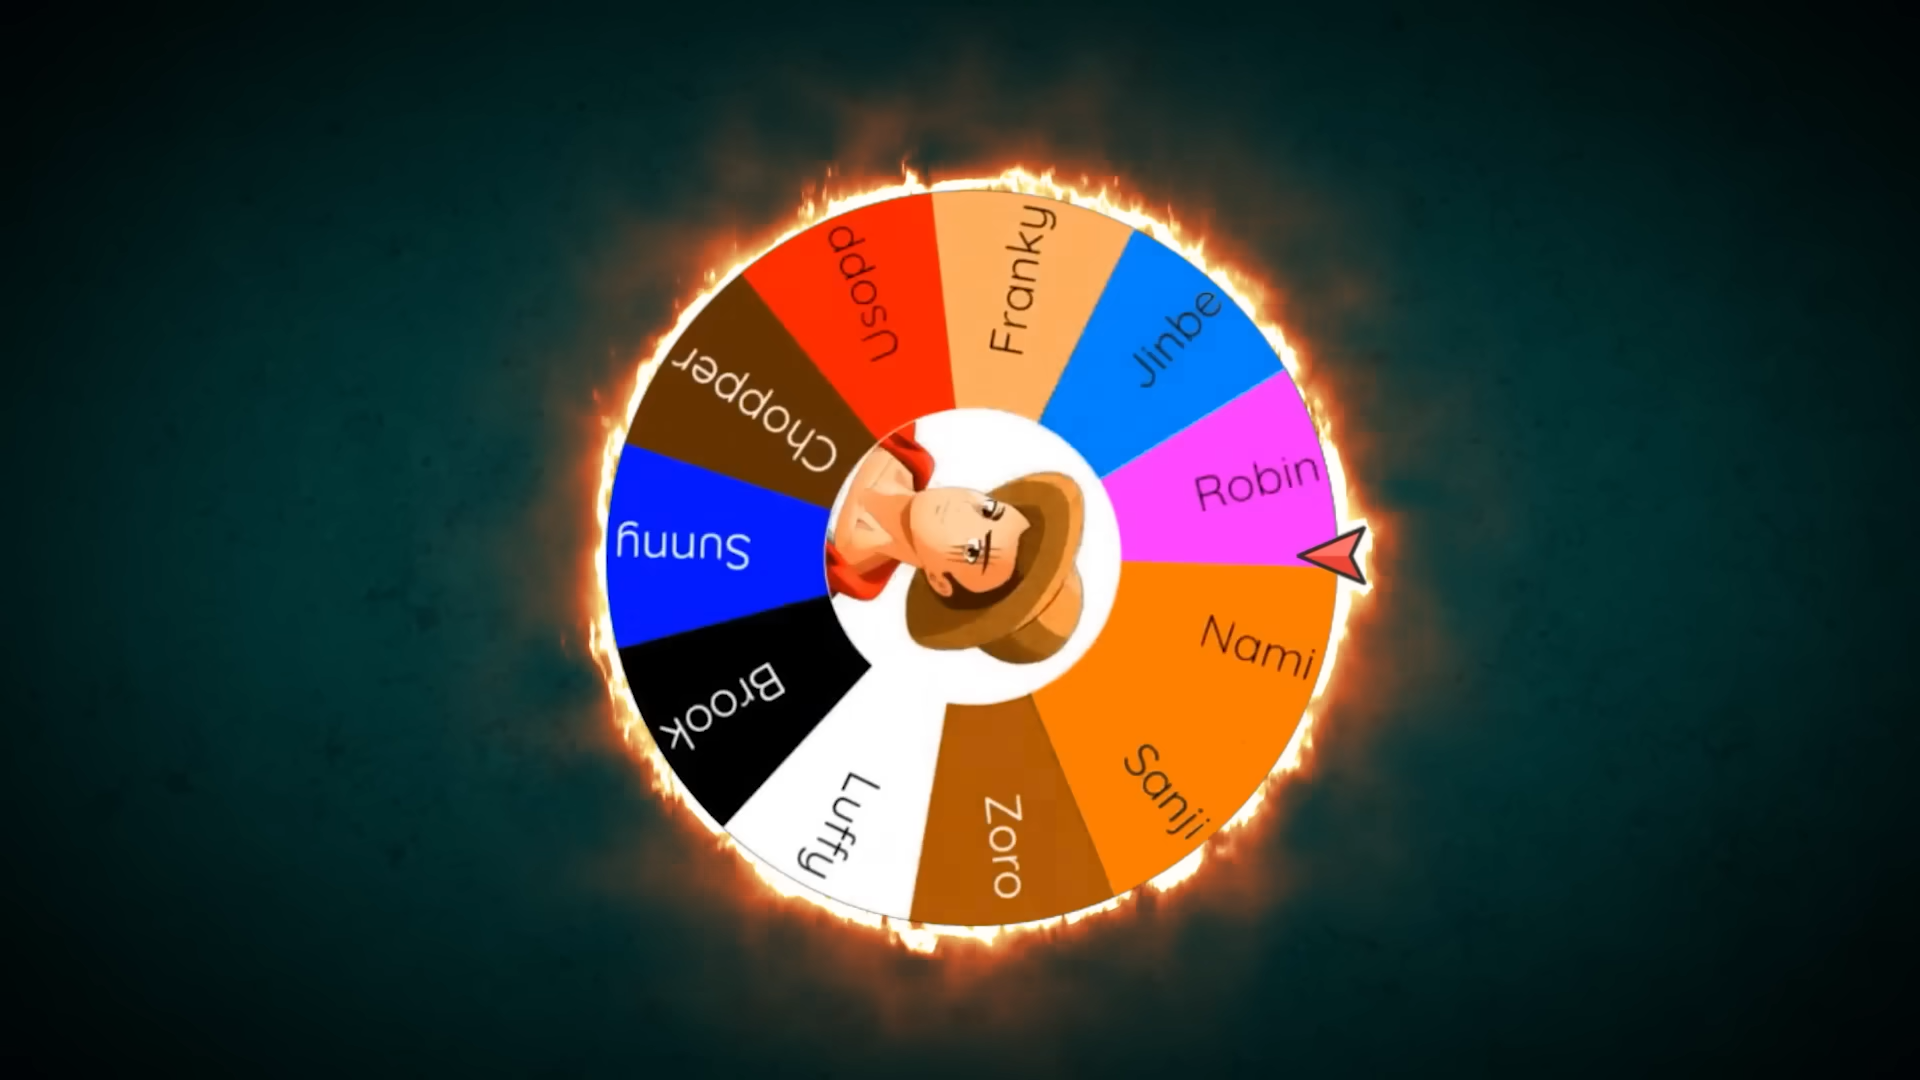 Franky
Jinbe
Robin
Nami
Sanji
Zoro
Luffy
Brook
Sunny
Chopper
Usopp